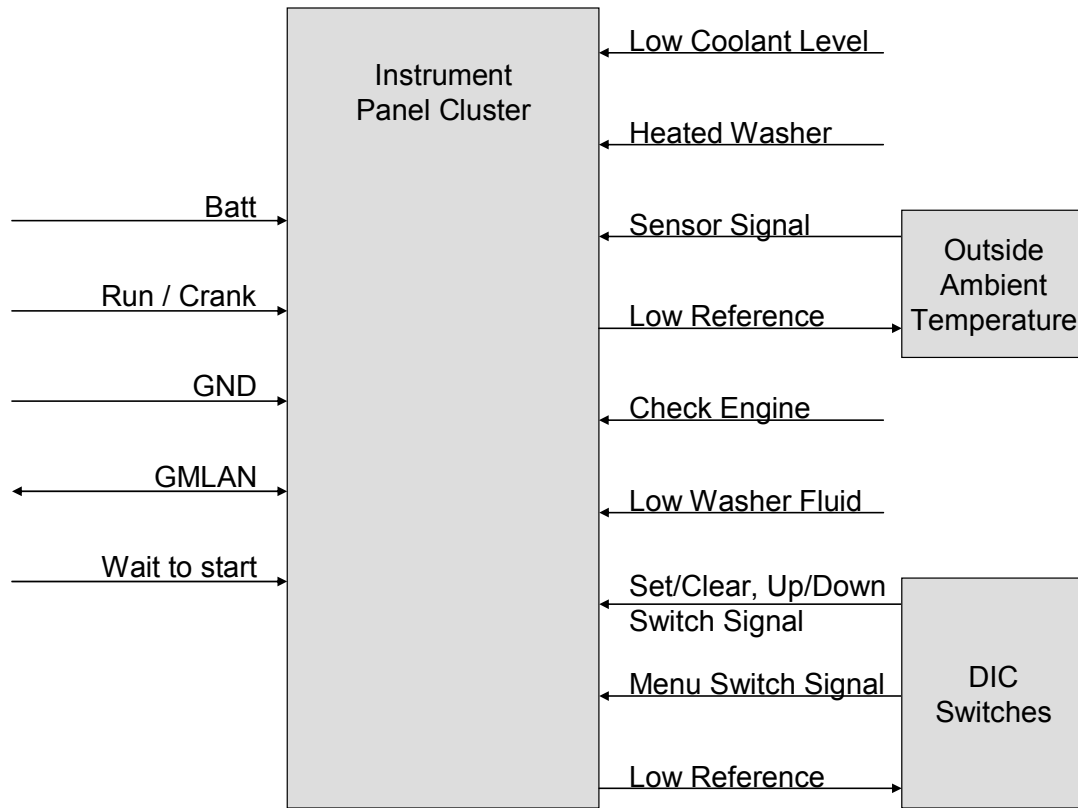 Instrument
Panel Cluster
Batt
Run / Crank
GND
GMLAN
Wait to start
Low Coolant Level
Heated Washer
Sensor Signal
Low Reference
Outside
Ambient
Temperature
Check Engine
Low Washer Fluid
Set/Clear, Up/Down
Switch Signal
Menu Switch Signal
Low Reference
DIC
Switches